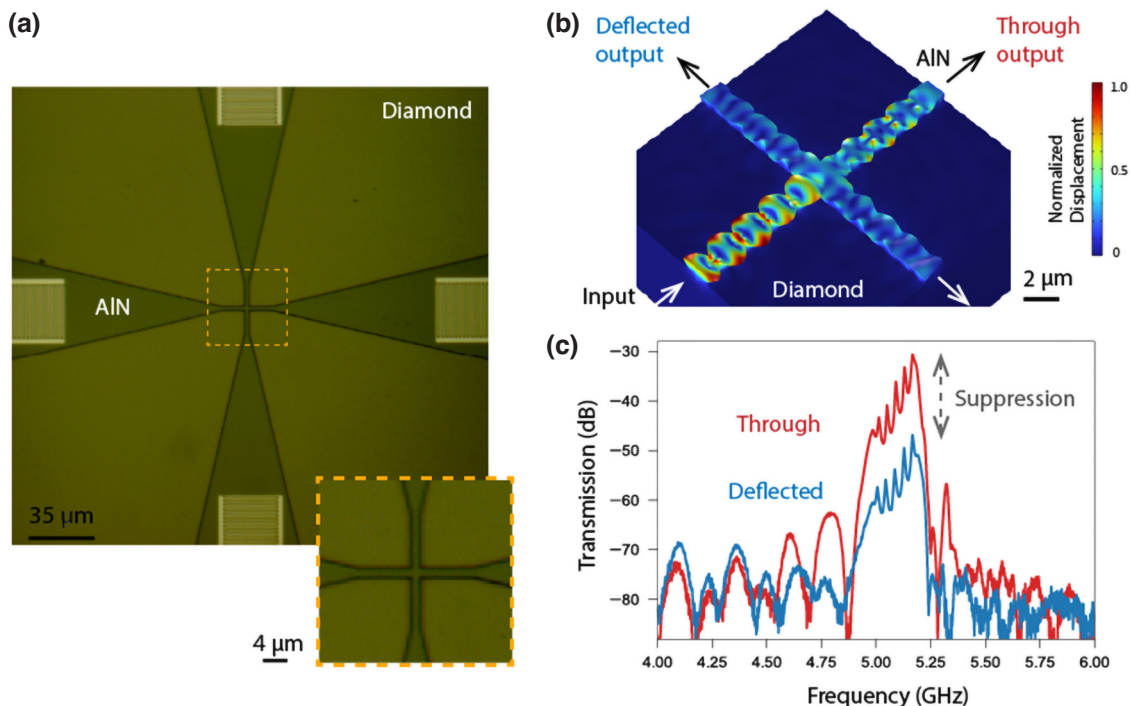 (a)
Diamond
AlN
35 µm
4 µm
(b)
Deflected
output
AlN
Through
output
1.0
0.5
0
Normalized
Displacement
Input
Diamond
2 µm
(c)
−30
−40
−50
−60
−70
−80
Transmission (dB)
Through
Deflected
Suppression
4.00
4.25
4.50
4.75
5.00
5.25
5.50
5.75
6.00
Frequency (GHz)